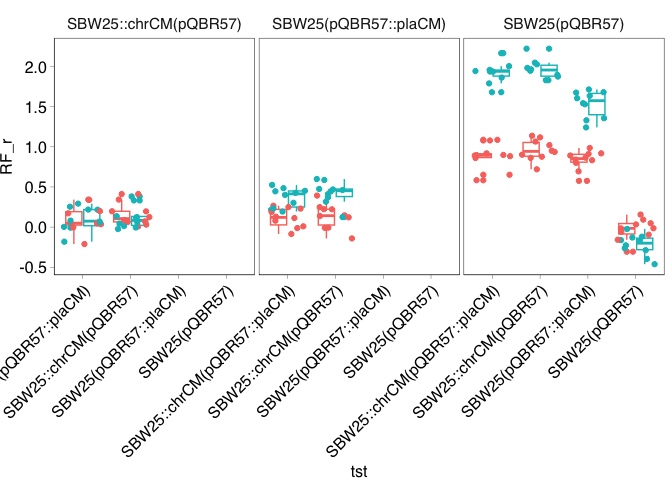 SBW25::chrCM(pQBR57)
SBW25(pQBR57::plaCM)
SBW25(pQBR57)
RF_r
2.0
1.5
1.0
0.5
0.0
-0.5
(pQBR57::plaCM)
SBW25::chrCM(pQBR57)
SBW25(pQBR57::plaCM)
SBW25(pQBR57)
SBW25::chrCM(pQBR57::plaCM)
SBW25::chrCM(pQBR57)
SBW25(pQBR57::plaCM)
SBW25(pQBR57)
SBW25::chrCM(pQBR57::plaCM)
SBW25::chrCM(pQBR57)
SBW25(pQBR57::plaCM)
SBW25(pQBR57)
tst